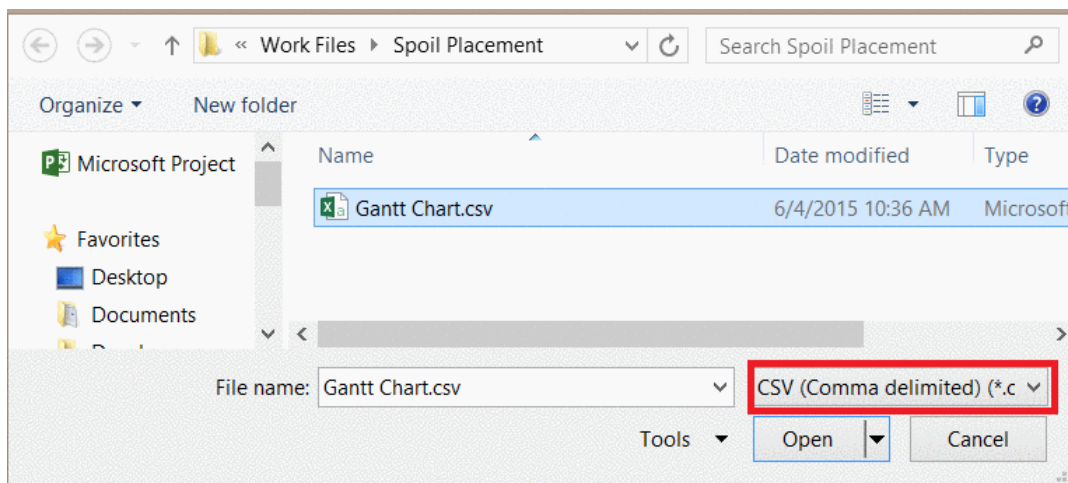 « Work Files Spoil Placement
Search Spoil Placement
Organize New folder
Microsoft Project
Name Date modified Type
Gantt Chart.csv 6/4/2015 10:36 AM Microsoft
Favorites
Desktop
Documents
File name: Gantt Chart.csv CSV (Comma delimited) (*.c
Tools Open Cancel